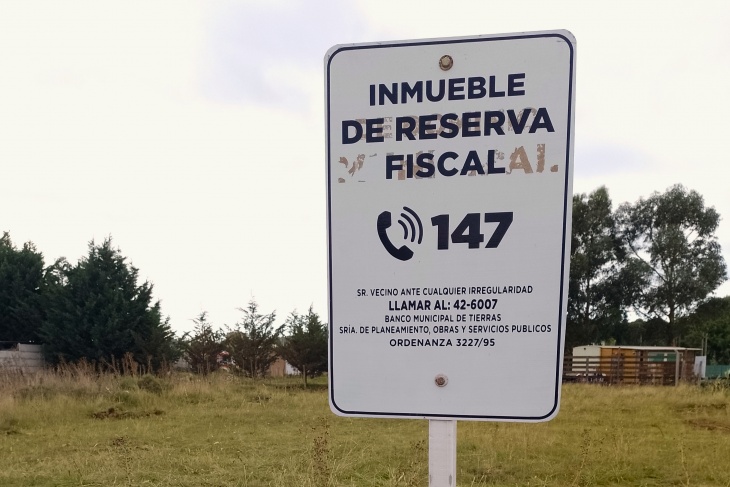 INMUEBLE
DE RESERVA
FISCAL
147
SR. VECINO ANTE CUALQUIER IRREGULARIDAD
LLAMAR AL: 42-6007
BANCO MUNICIPAL DE TIERRAS
SRÍA. DE PLANEAMIENTO, OBRAS Y SERVICIOS PUBLICOS
ORDENANZA 3227/95